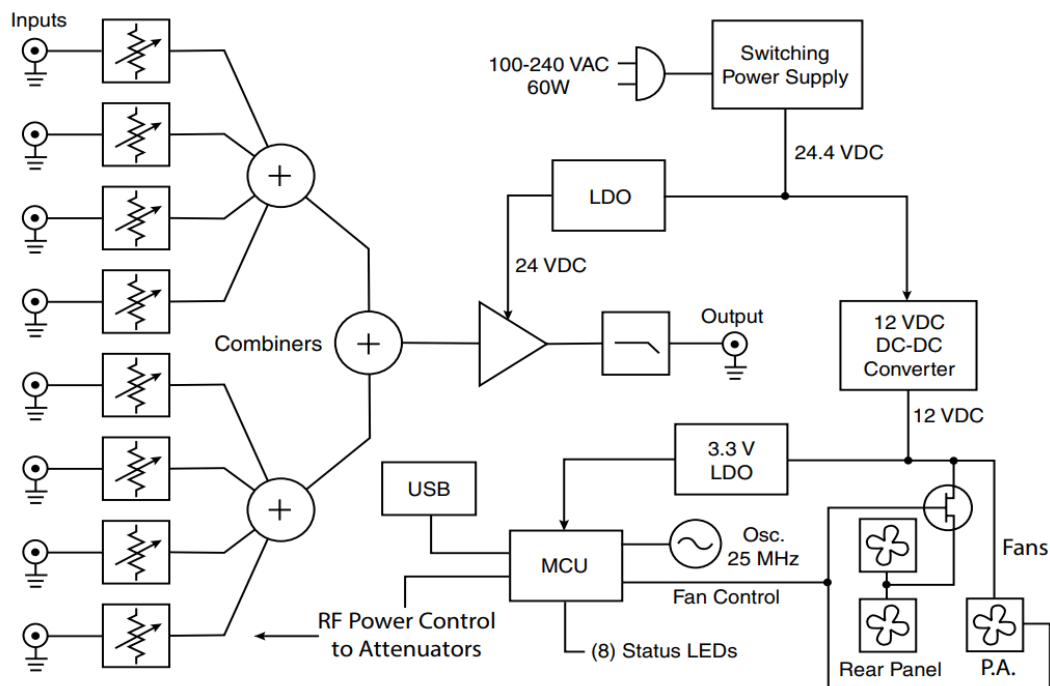 Inputs
100-240 VAC
60W
Switching
Power Supply
24.4 VDC
LDO
24 VDC
Combiners
Output
12 VDC
DC-DC
Converter
12 VDC
3.3 V
LDO
USB
MCU
Osc.
25 MHz
Fans
Fan Control
RF Power Control
to Attenuators
(8) Status LEDs
Rear Panel
P.A.